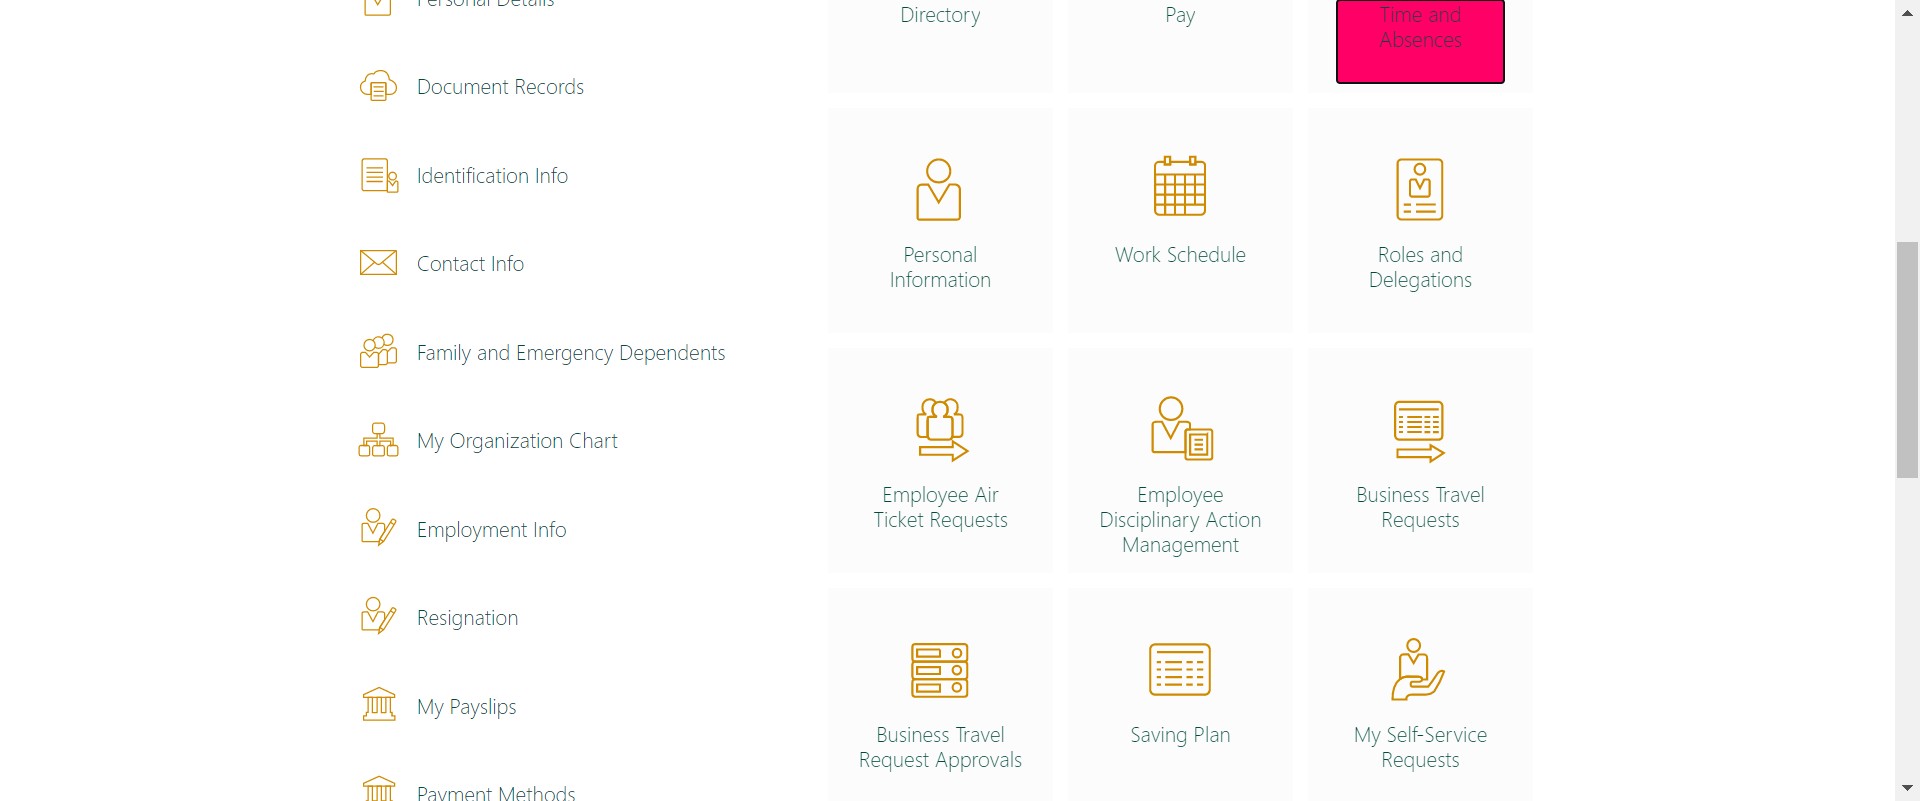 Personal Details
Document Records
Identification Info
Contact Info
Family and Emergency Dependents
My Organization Chart
Employment Info
Resignation
My Payslips
Payment Methods
Directory
Pay
Time and
Absences
Personal
Information
Work Schedule
Roles and
Delegations
Employee Air
Ticket Requests
Employee
Disciplinary Action
Management
Business Travel
Requests
Business Travel
Request Approvals
Saving Plan
My Self-Service
Requests